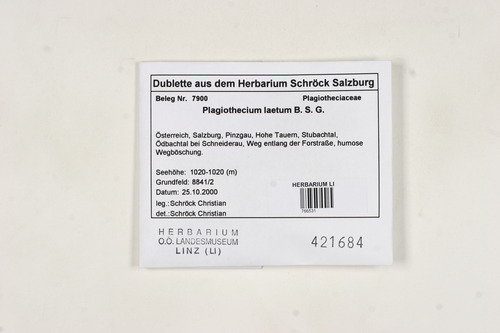 Dublette aus dem Herbarium Schröck Salzburg
Beleg Nr. 7900 Plagiotheciaceae
Plagiothecium laetum B. S. G.
Österreich, Salzburg, Pinzgau, Hohe Tauern, Stubachtal,
Ödbachtal bei Schneiderau, Weg entlang der Forstraße, humose
Wegböschung.
Seehöhe: 1020-1020 (m)
Grundfeld: 8841/2
Datum: 25.10.2000
leg.:Schröck Christian
det.:Schröck Christian
HERBARIUM LI
HERBARIUM
O.Ö. LANDESMUSEUM
LINZ (LI)
421684